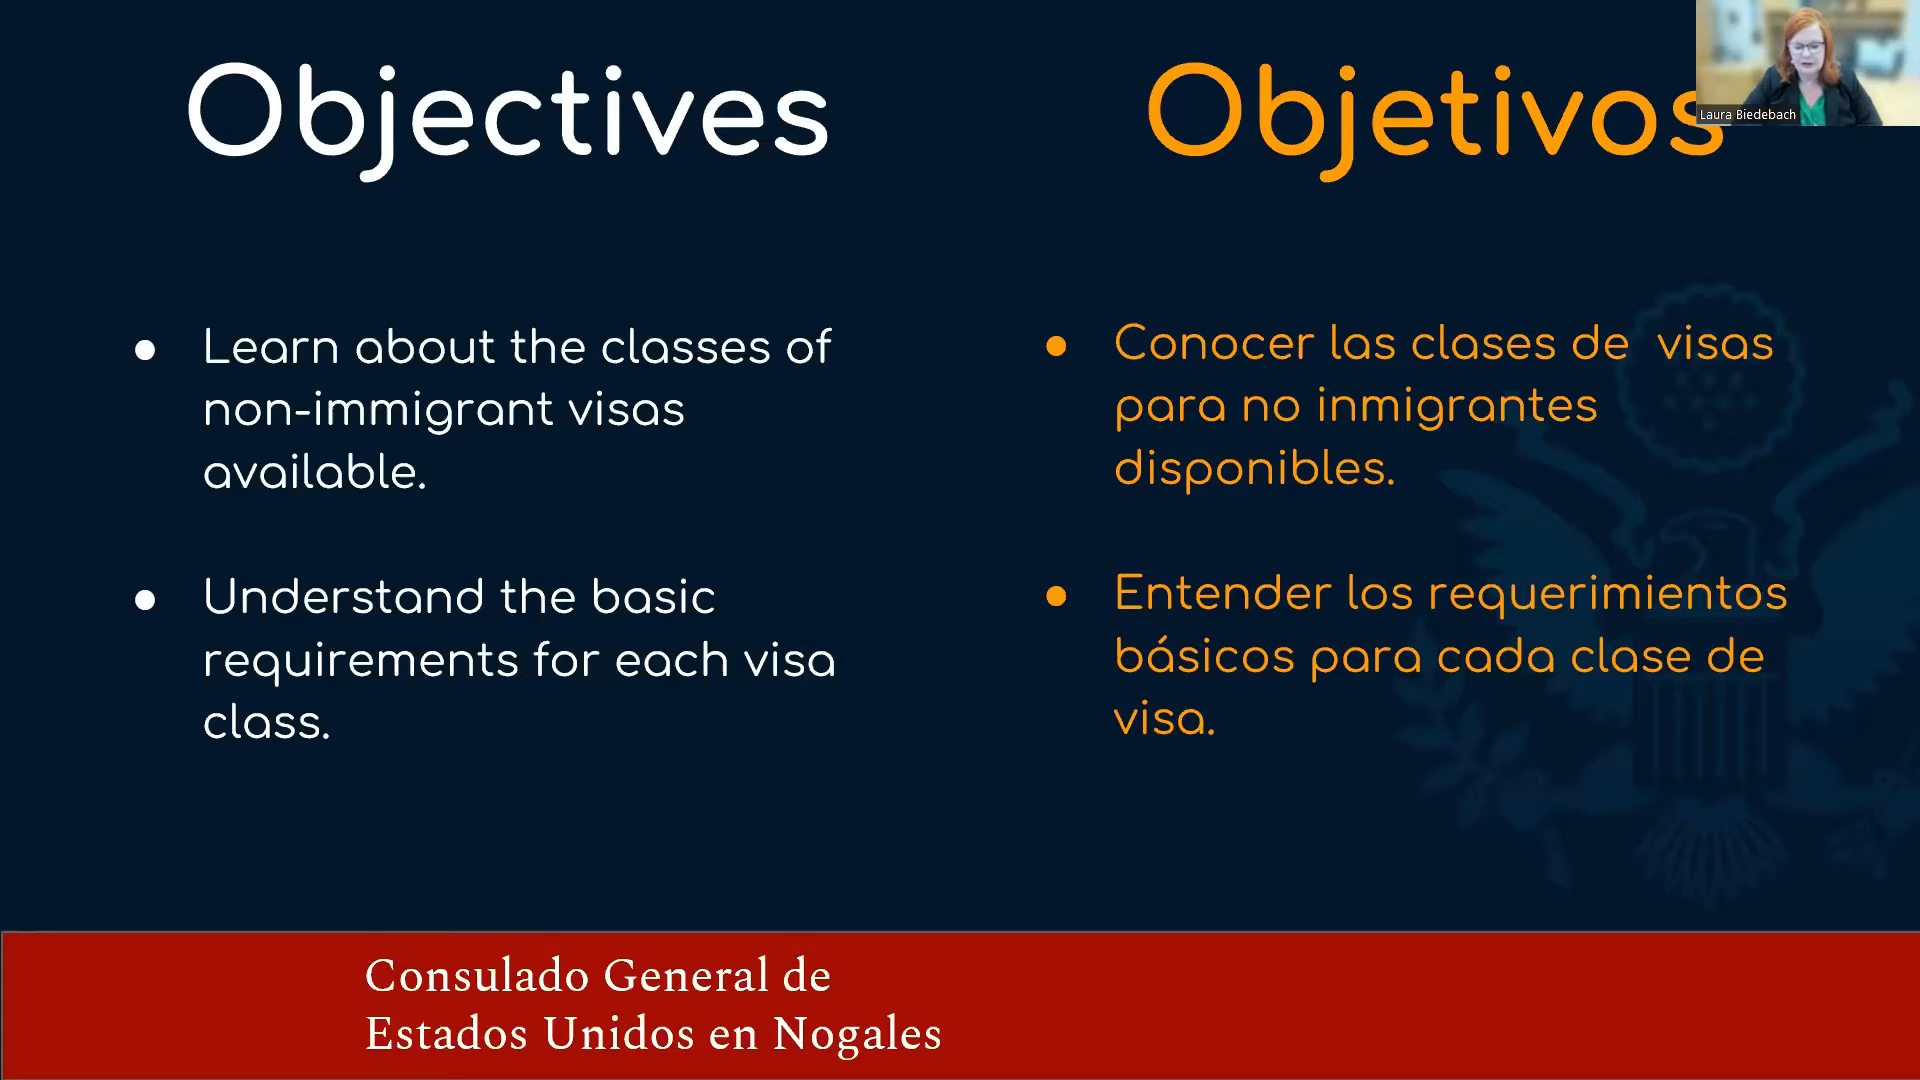 Objectives
Learn about the classes of
non-immigrant visas
available.
Understand the basic
requirements for each visa
class.
Objetivos
Conocer las clases de visas
para no inmigrantes
disponibles.
Entender los requerimientos
básicos para cada clase de
visa.
Laura Biedebach
Consulado General de
Estados Unidos en Nogales